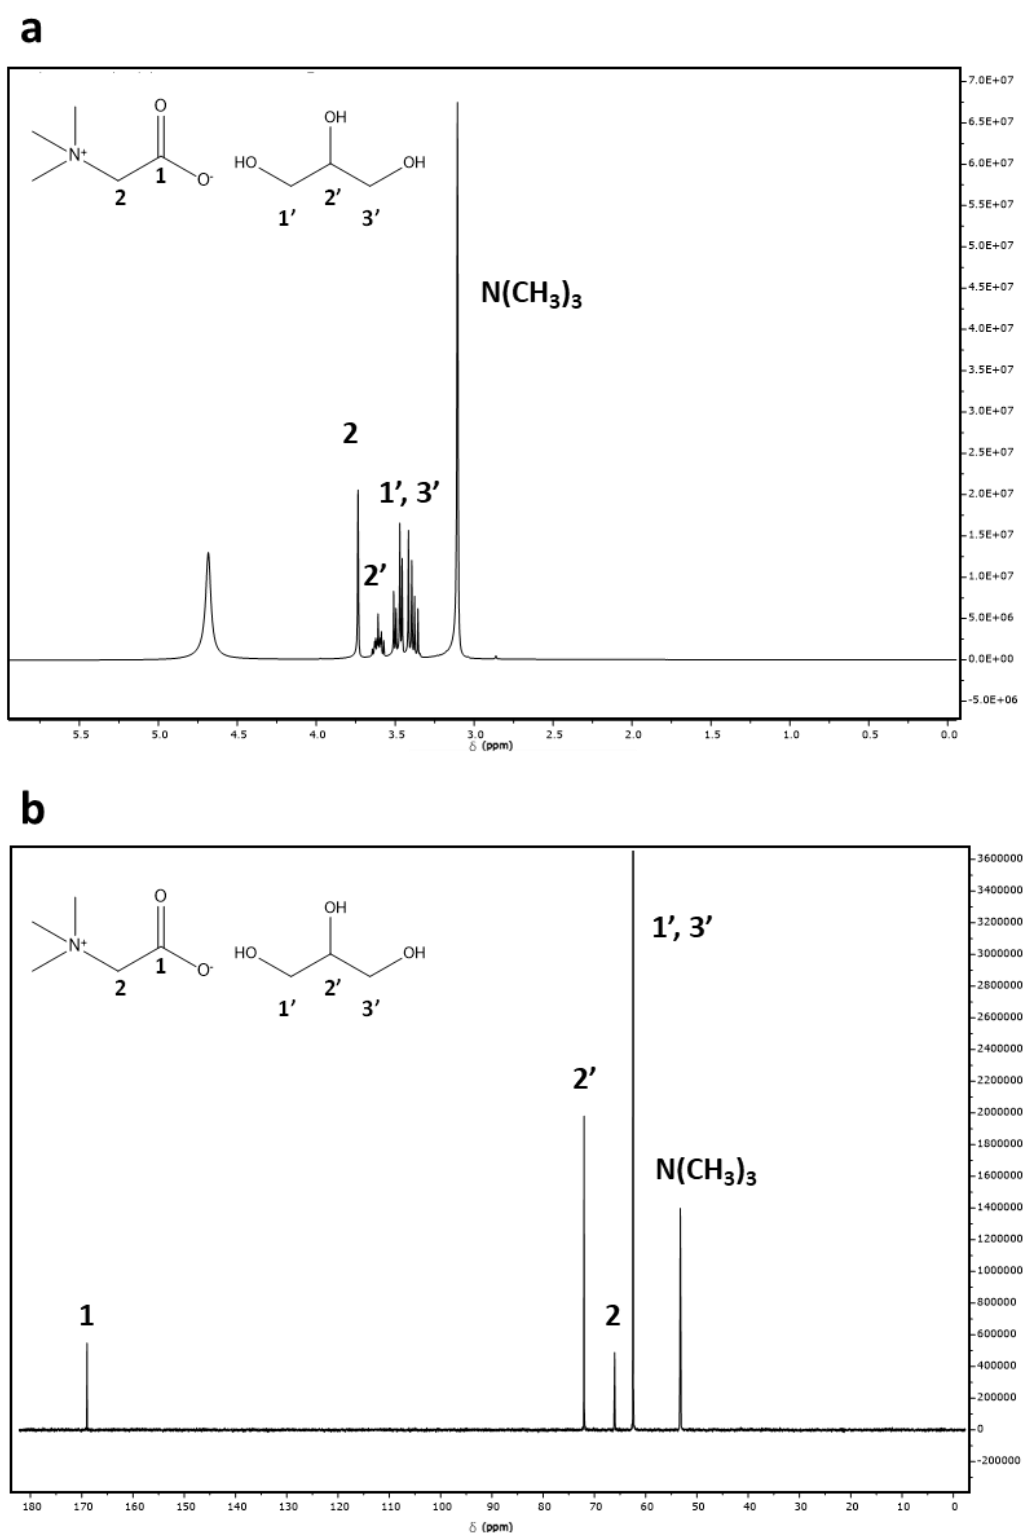 a
O
OH
N+
HO
OH
1
O-
2
2'
1'
3'
7.0E+07
6.5E+07
6.0E+07
5.5E+07
5.0E+07
4.5E+07
4.0E+07
3.5E+07
3.0E+07
2.5E+07
2.0E+07
1.5E+07
1.0E+07
5.0E+06
0.0E+00
-5.0E+06
N(CH₃)₃
2
1', 3'
2'
5.5 5.0 4.5 4.0 3.5 3.0 2.5 2.0 1.5 1.0 0.5 0.0
δ (ppm)
b
O
OH
N+
HO
OH
1
O-
2
2'
1'
3'
3600000
3400000
3200000
3000000
2800000
2600000
2400000
2200000
2000000
1800000
1600000
1400000
1200000
1000000
800000
600000
400000
200000
0
-200000
1', 3'
2'
N(CH₃)₃
1
2
180 170 160 150 140 130 120 110 100 90 80 70 60 50 40 30 20 10 0
δ (ppm)